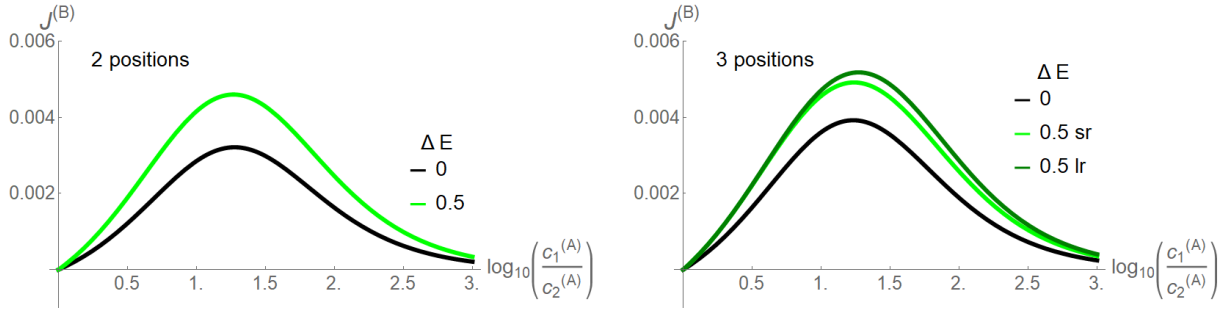 J(B)
0.006
2 positions
0.004
Δ E
0
0.5
0.002
0.5 1. 1.5 2. 2.5 3.
log10(c1(A)/c2(A))
J(B)
0.006
3 positions
0.004
Δ E
0
0.5 sr
0.5 lr
0.002
0.5 1. 1.5 2. 2.5 3.
log10(c1(A)/c2(A))